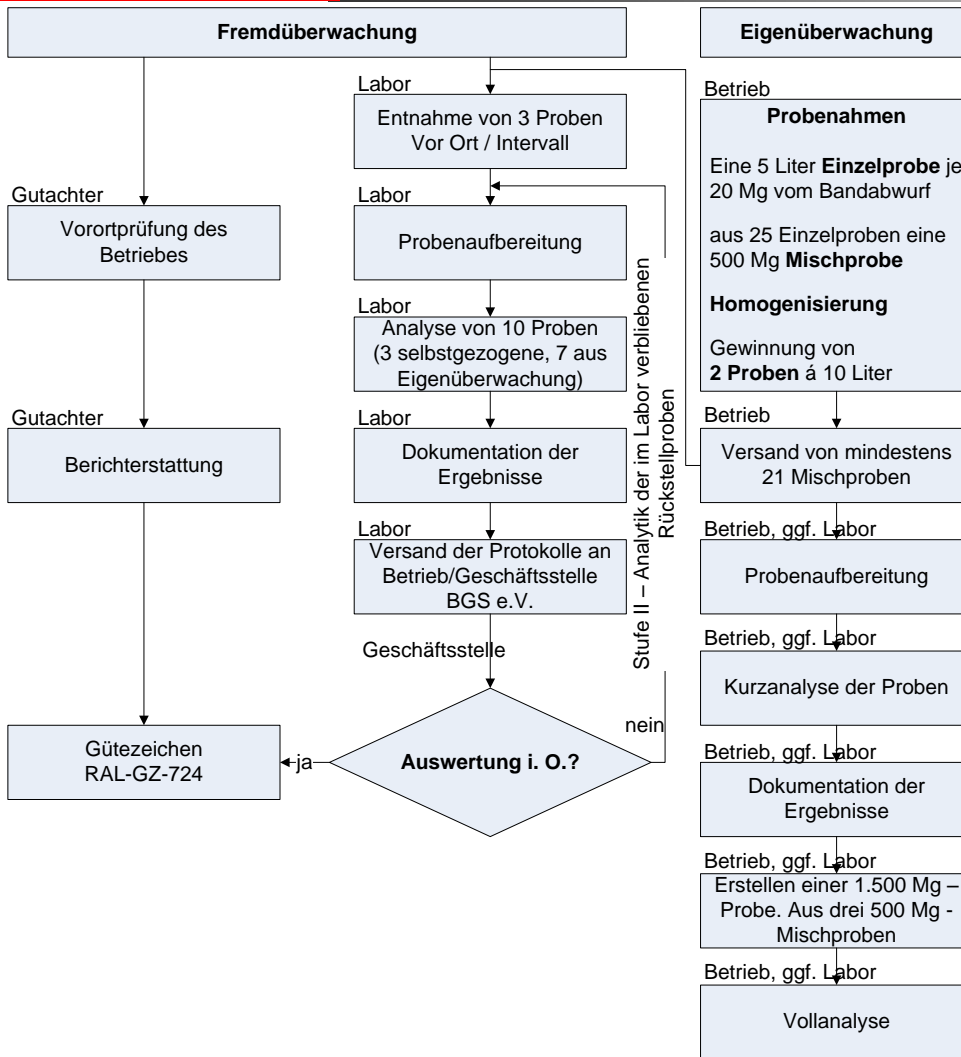 Fremdüberwachung
Gutachter
Vorortprüfung des
Betriebes
Gutachter
Berichterstattung
Gütezeichen
RAL-GZ-724
Labor
Entnahme von 3 Proben
Vor Ort / Intervall
Labor
Probenaufbereitung
Labor
Analyse von 10 Proben
(3 selbstgezogene, 7 aus
Eigenüberwachung)
Labor
Dokumentation der
Ergebnisse
Labor
Versand der Protokolle an
Betrieb/Geschäftsstelle
BGS e.V.
Geschäftsstelle
Auswertung i. O.?
ja
nein
Stufe II – Analytik der im Labor verbliebenen
Rückstellproben
Eigenüberwachung
Betrieb
Probenahmen
Eine 5 Liter Einzelprobe je
20 Mg vom Bandabwurf
aus 25 Einzelproben eine
500 Mg Mischprobe
Homogenisierung
Gewinnung von
2 Proben á 10 Liter
Betrieb
Versand von mindestens
21 Mischproben
Betrieb, ggf. Labor
Probenaufbereitung
Betrieb, ggf. Labor
Kurzanalyse der Proben
Betrieb, ggf. Labor
Dokumentation der
Ergebnisse
Betrieb, ggf. Labor
Erstellen einer 1.500 Mg –
Probe. Aus drei 500 Mg -
Mischproben
Betrieb, ggf. Labor
Vollanalyse